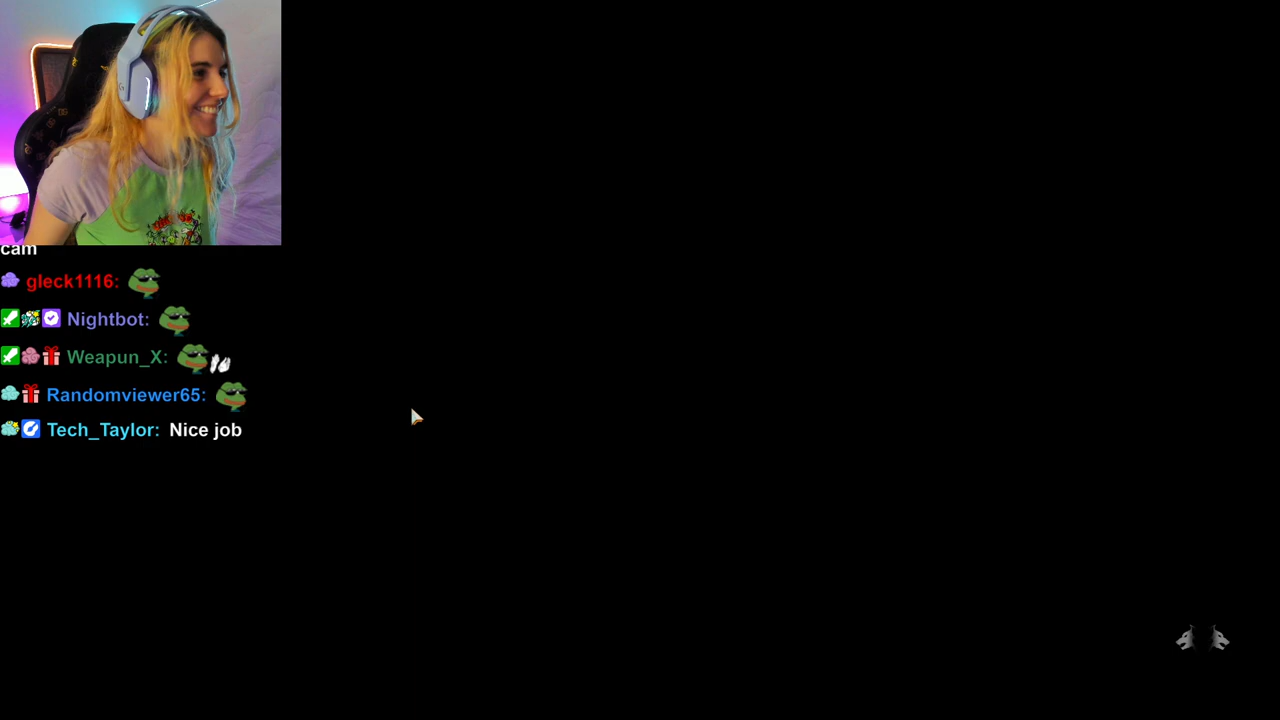 cam
gleck1116:
Nightbot:
Weapun_X:
Randomviewer65:
Tech_Taylor: Nice job